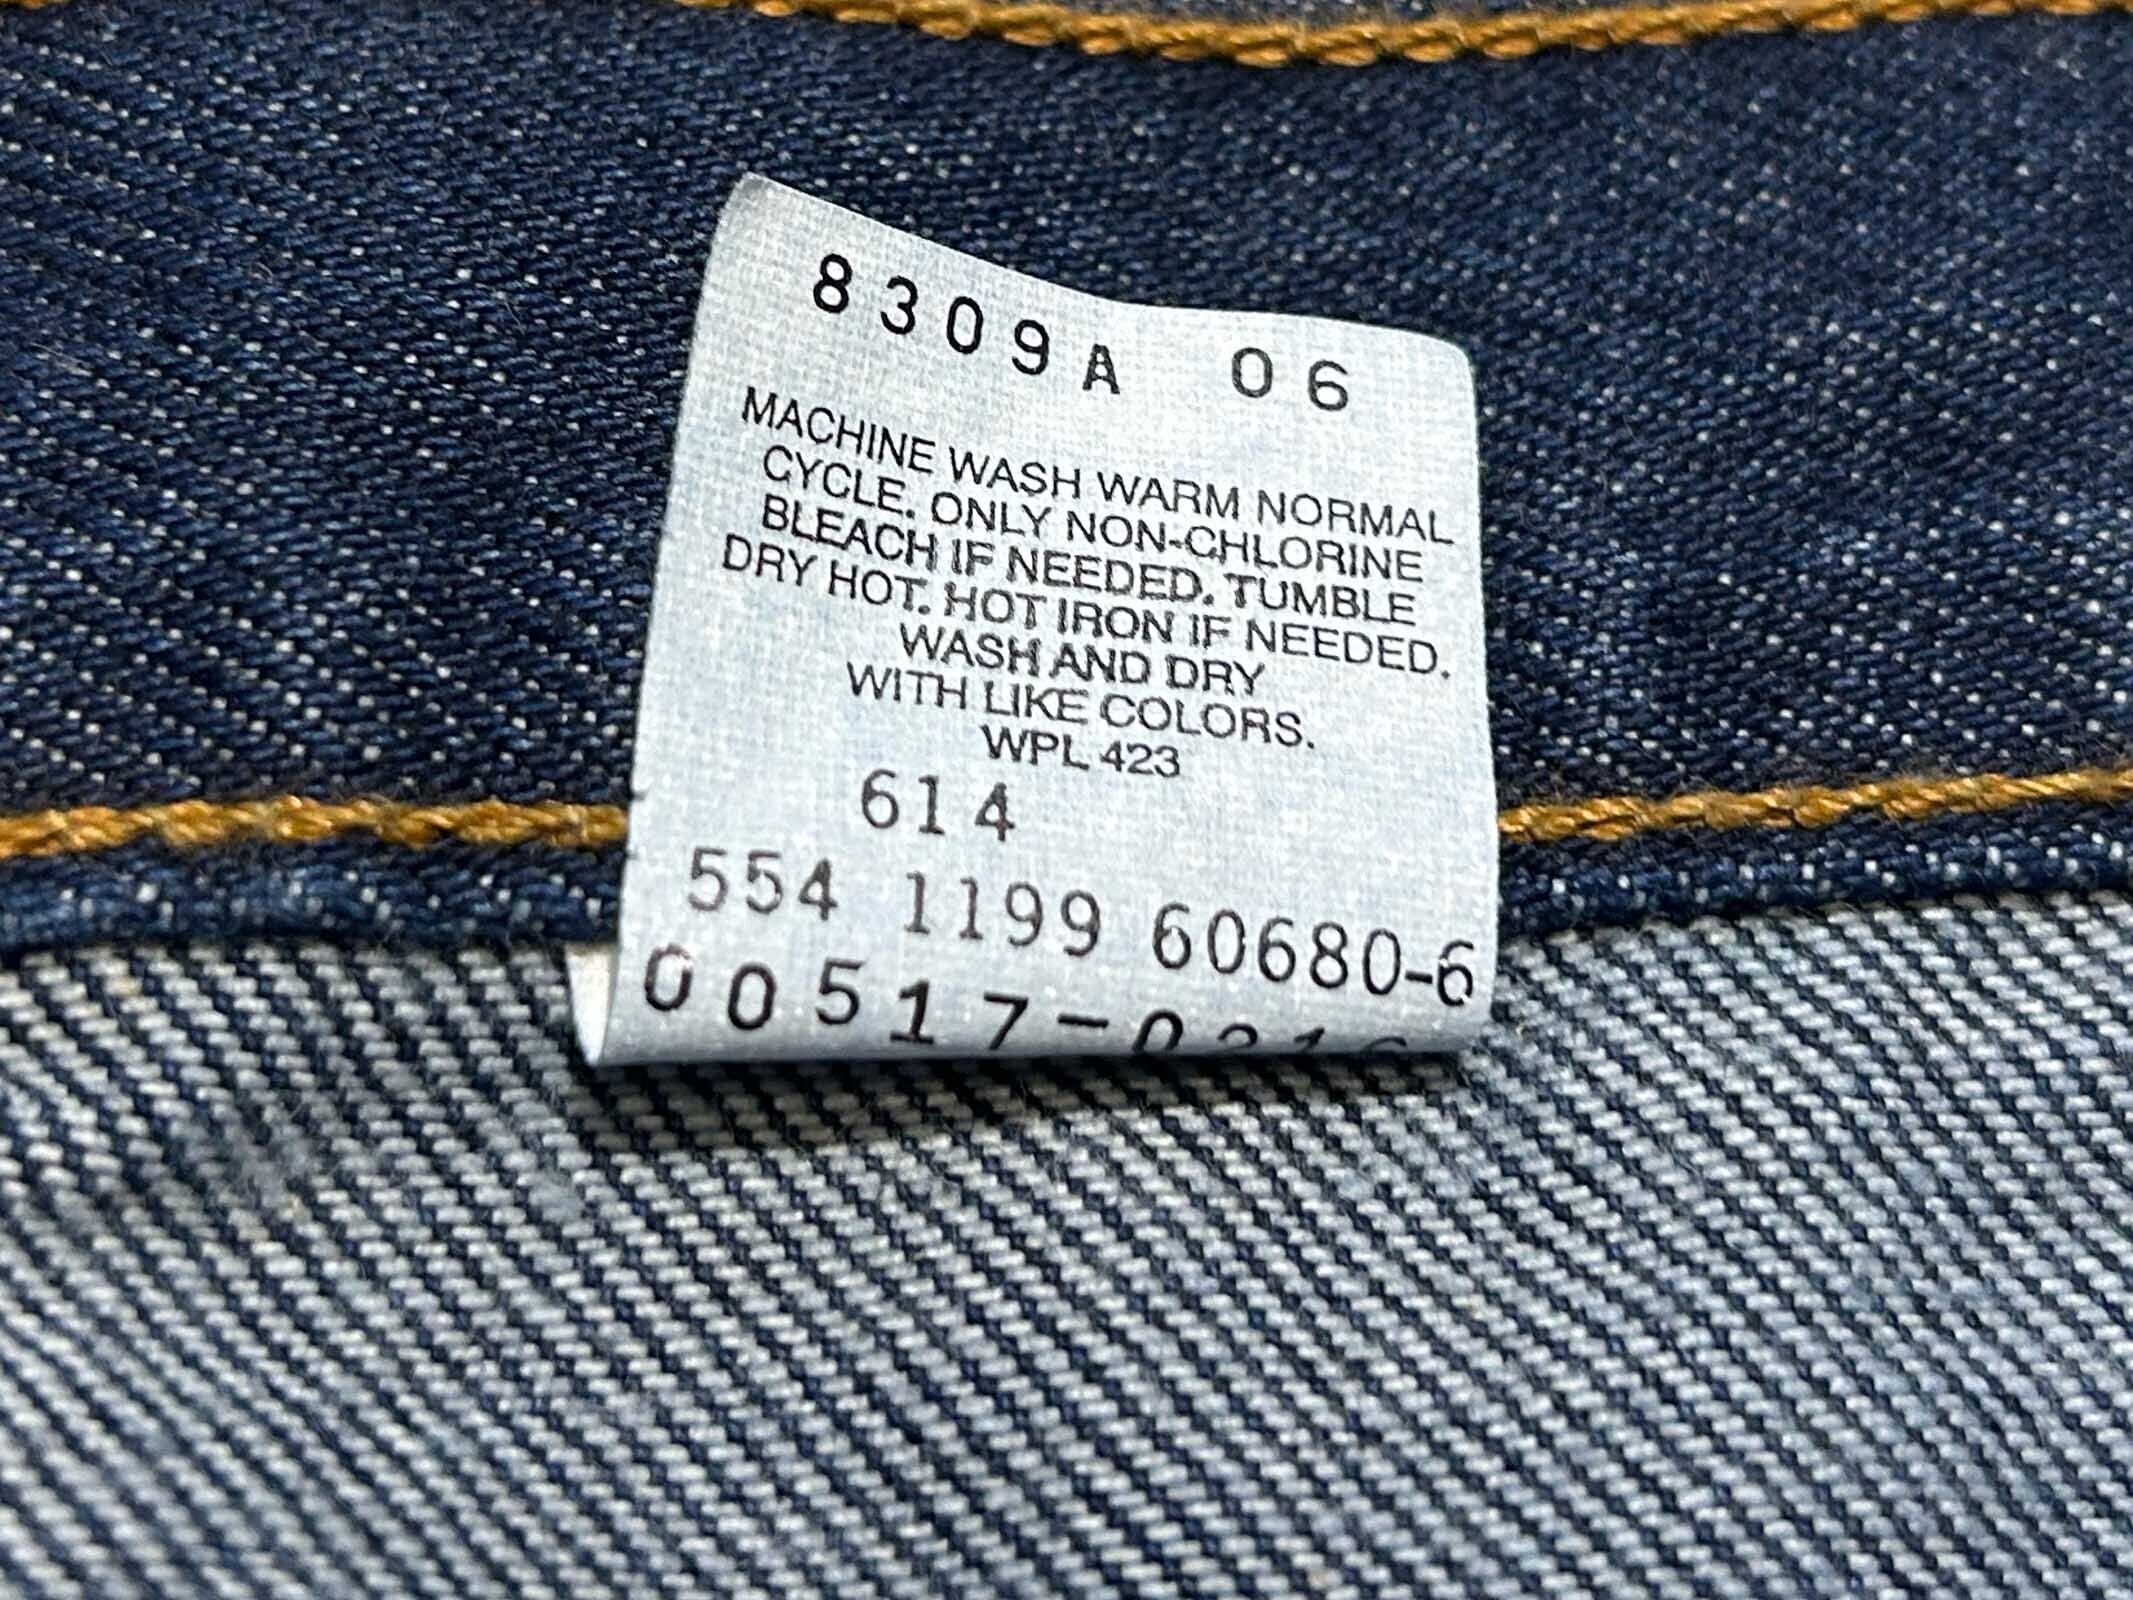 8309A 06
MACHINE WASH WARM NORMAL
CYCLE. ONLY NON-CHLORINE
BLEACH IF NEEDED. TUMBLE
DRY HOT. HOT IRON IF NEEDED.
WASH AND DRY
WITH LIKE COLORS.
WPL 423
614
554 1199 60680-6
00517-